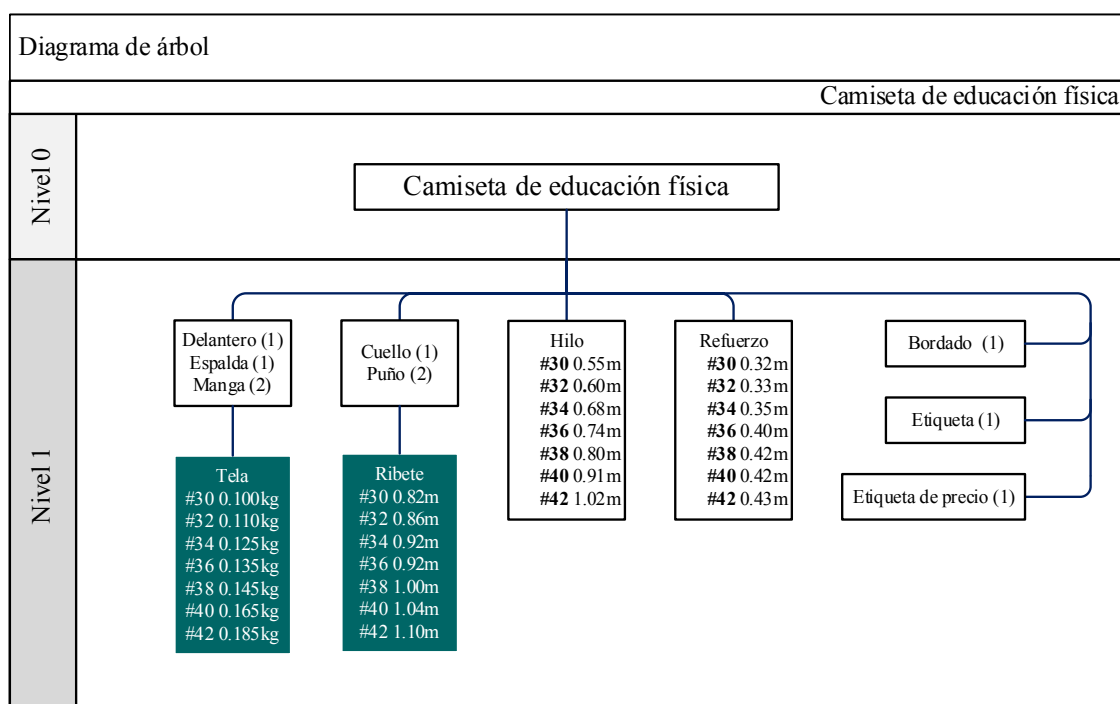 Diagrama de árbol
Camiseta de educación física
Nivel 0
Camiseta de educación física
Nivel 1
Delantero (1)
Espalda (1)
Manga (2)
Tela
#30 0.100kg
#32 0.110kg
#34 0.125kg
#36 0.135kg
#38 0.145kg
#40 0.165kg
#42 0.185kg
Cuello (1)
Puño (2)
Ribete
#30 0.82m
#32 0.86m
#34 0.92m
#36 0.92m
#38 1.00m
#40 1.04m
#42 1.10m
Hilo
#30 0.55m
#32 0.60m
#34 0.68m
#36 0.74m
#38 0.80m
#40 0.91m
#42 1.02m
Refuerzo
#30 0.32m
#32 0.33m
#34 0.35m
#36 0.40m
#38 0.42m
#40 0.42m
#42 0.43m
Bordado (1)
Etiqueta (1)
Etiqueta de precio (1)